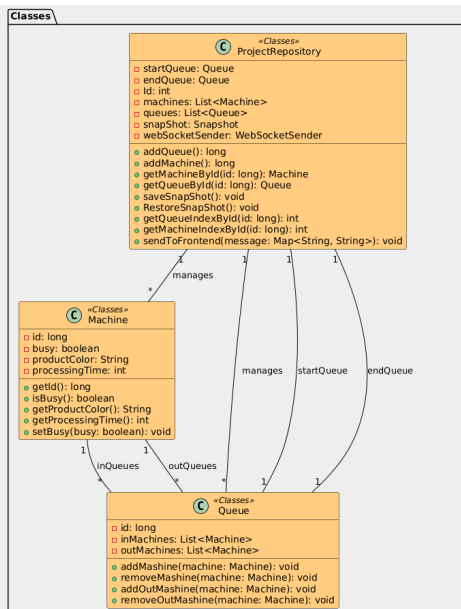 Classes
C
«Classes»
ProjectRepository
startQueue: Queue
endQueue: Queue
Id: int
machines: List<Machine>
queues: List<Queue>
snapShot: Snapshot
webSocketSender: WebSocketSender
addQueue(): long
addMachine(): long
getMachineById(id: long): Machine
getQueueById(id: long): Queue
saveSnapShot(): void
RestoreSnapShot(): void
getQueueIndexById(id: long): int
getMachineIndexById(id: long): int
sendToFrontend(message: Map<String, String>): void
1 1 1 1
manages
*
C
«Classes»
Machine
id: long
busy: boolean
productColor: String
processingTime: int
getId(): long
isBusy(): boolean
getProductColor(): String
getProcessingTime(): int
setBusy(busy: boolean): void
manages startQueue endQueue
1 1
inQueues outQueues
* * * 1 1
C
«Classes»
Queue
id: long
inMachines: List<Machine>
outMachines: List<Machine>
addMashine(machine: Machine): void
removeMashine(machine: Machine): void
addOutMashine(machine: Machine): void
removeOutMashine(machine: Machine): void